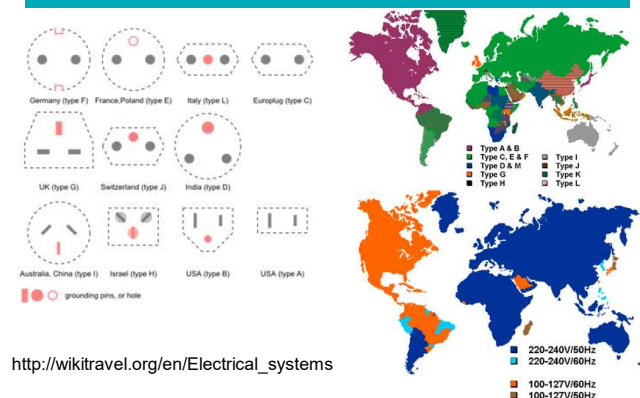 Germany (type F)
France,Poland (type E)
Italy (type L)
Europlug (type C)
UK (type G)
Switzerland (type J)
India (type D)
Australia, China (type I)
Israel (type H)
USA (type B)
USA (type A)
grounding pins, or hole
http://wikitravel.org/en/Electrical_systems
Type A & B
Type C, E & F
Type D & M
Type G
Type H
Type I
Type J
Type K
Type L
220-240V/50Hz
220-240V/60Hz
100-127V/60Hz
100-127V/50Hz